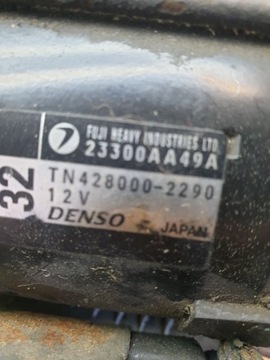 FUJI HEAVY INDUSTRIES LTD.
23300AA49A
32
TN428000-2290
12V
DENSO JAPAN